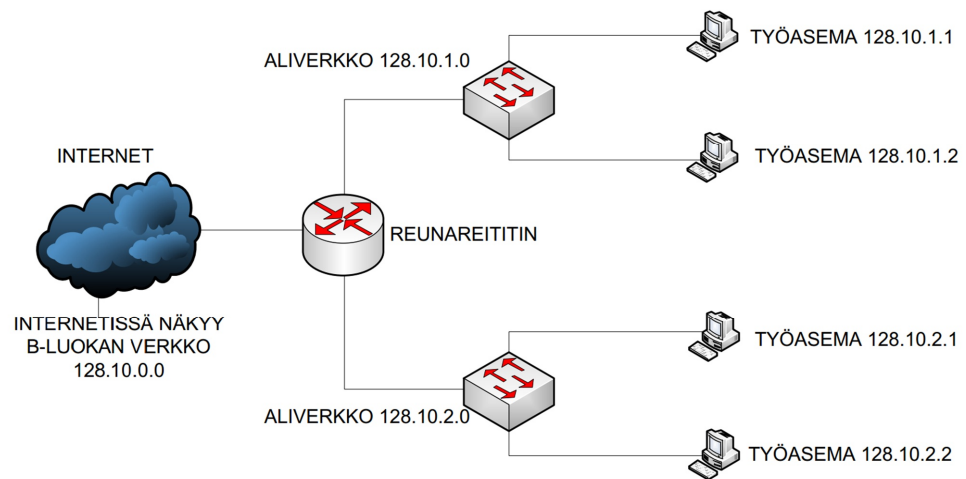 TYÖASEMA 128.10.1.1
ALIVERKKO 128.10.1.0
INTERNET
TYÖASEMA 128.10.1.2
REUNAREITITIN
INTERNETISSÄ NÄKYY
B-LUOKAN VERKKO
128.10.0.0
TYÖASEMA 128.10.2.1
ALIVERKKO 128.10.2.0
TYÖASEMA 128.10.2.2